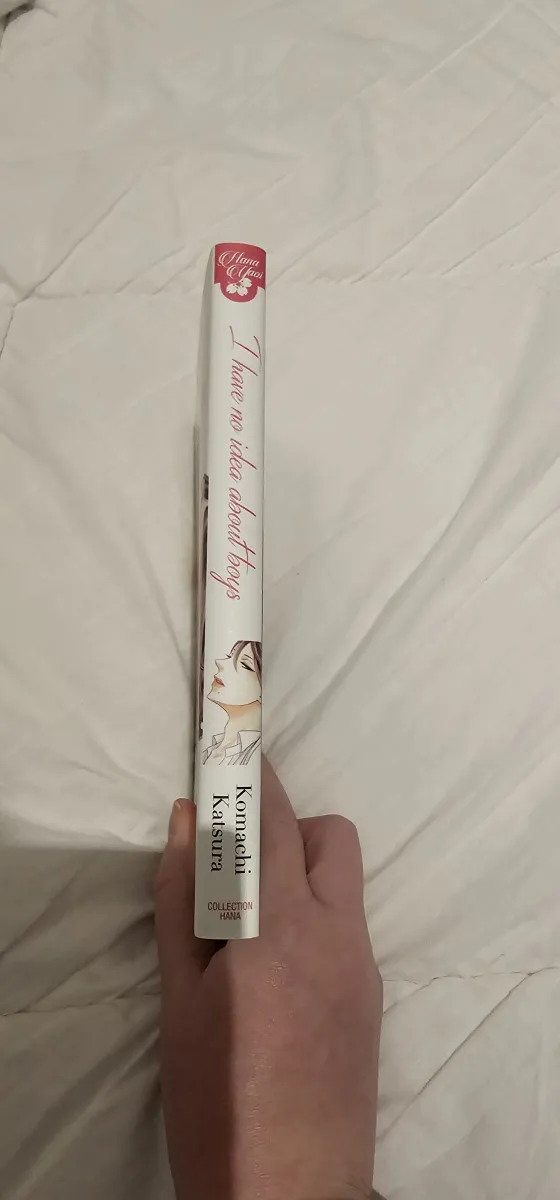 Hana
Yaoi
I have no idea about boys
Komachi
Katsura
COLLECTION
HANA